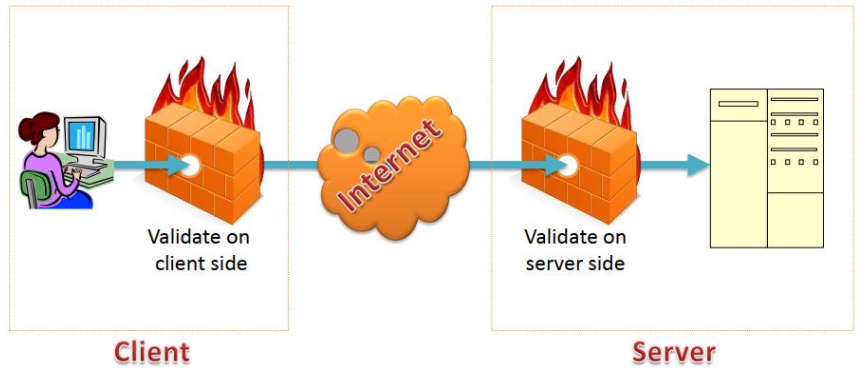 Internet
Validate on
client side
Validate on
server side
Client
Server